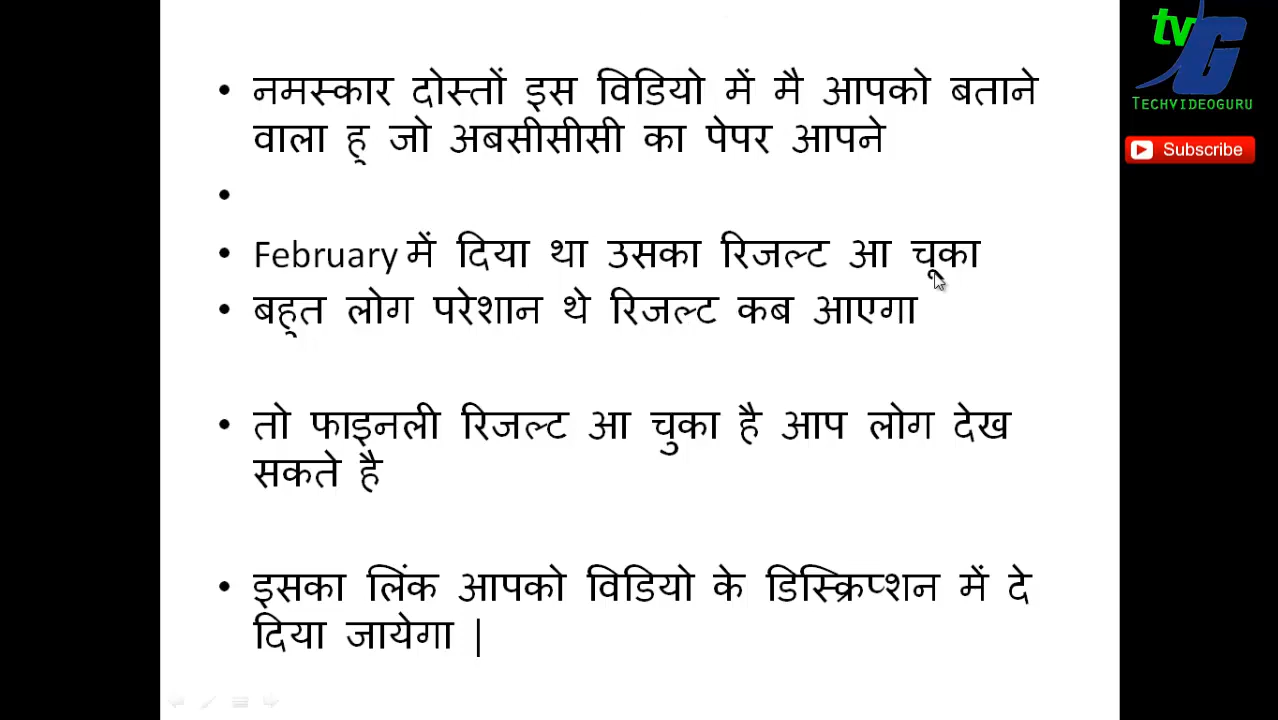 tvG
TECHVIDEOGURU
Subscribe
• नमस्कार दोस्तों इस विडियो में मै आपको बताने
वाला हू जो अबसीसीसी का पेपर आपने
•
• February में दिया था उसका रिजल्ट आ चूका
• बहुत लोग परेशान थे रिजल्ट कब आएगा
• तो फाइनली रिजल्ट आ चुका है आप लोग देख
सकते है
• इसका लिंक आपको विडियो के डिस्क्रिप्शन में दे
दिया जायेगा |